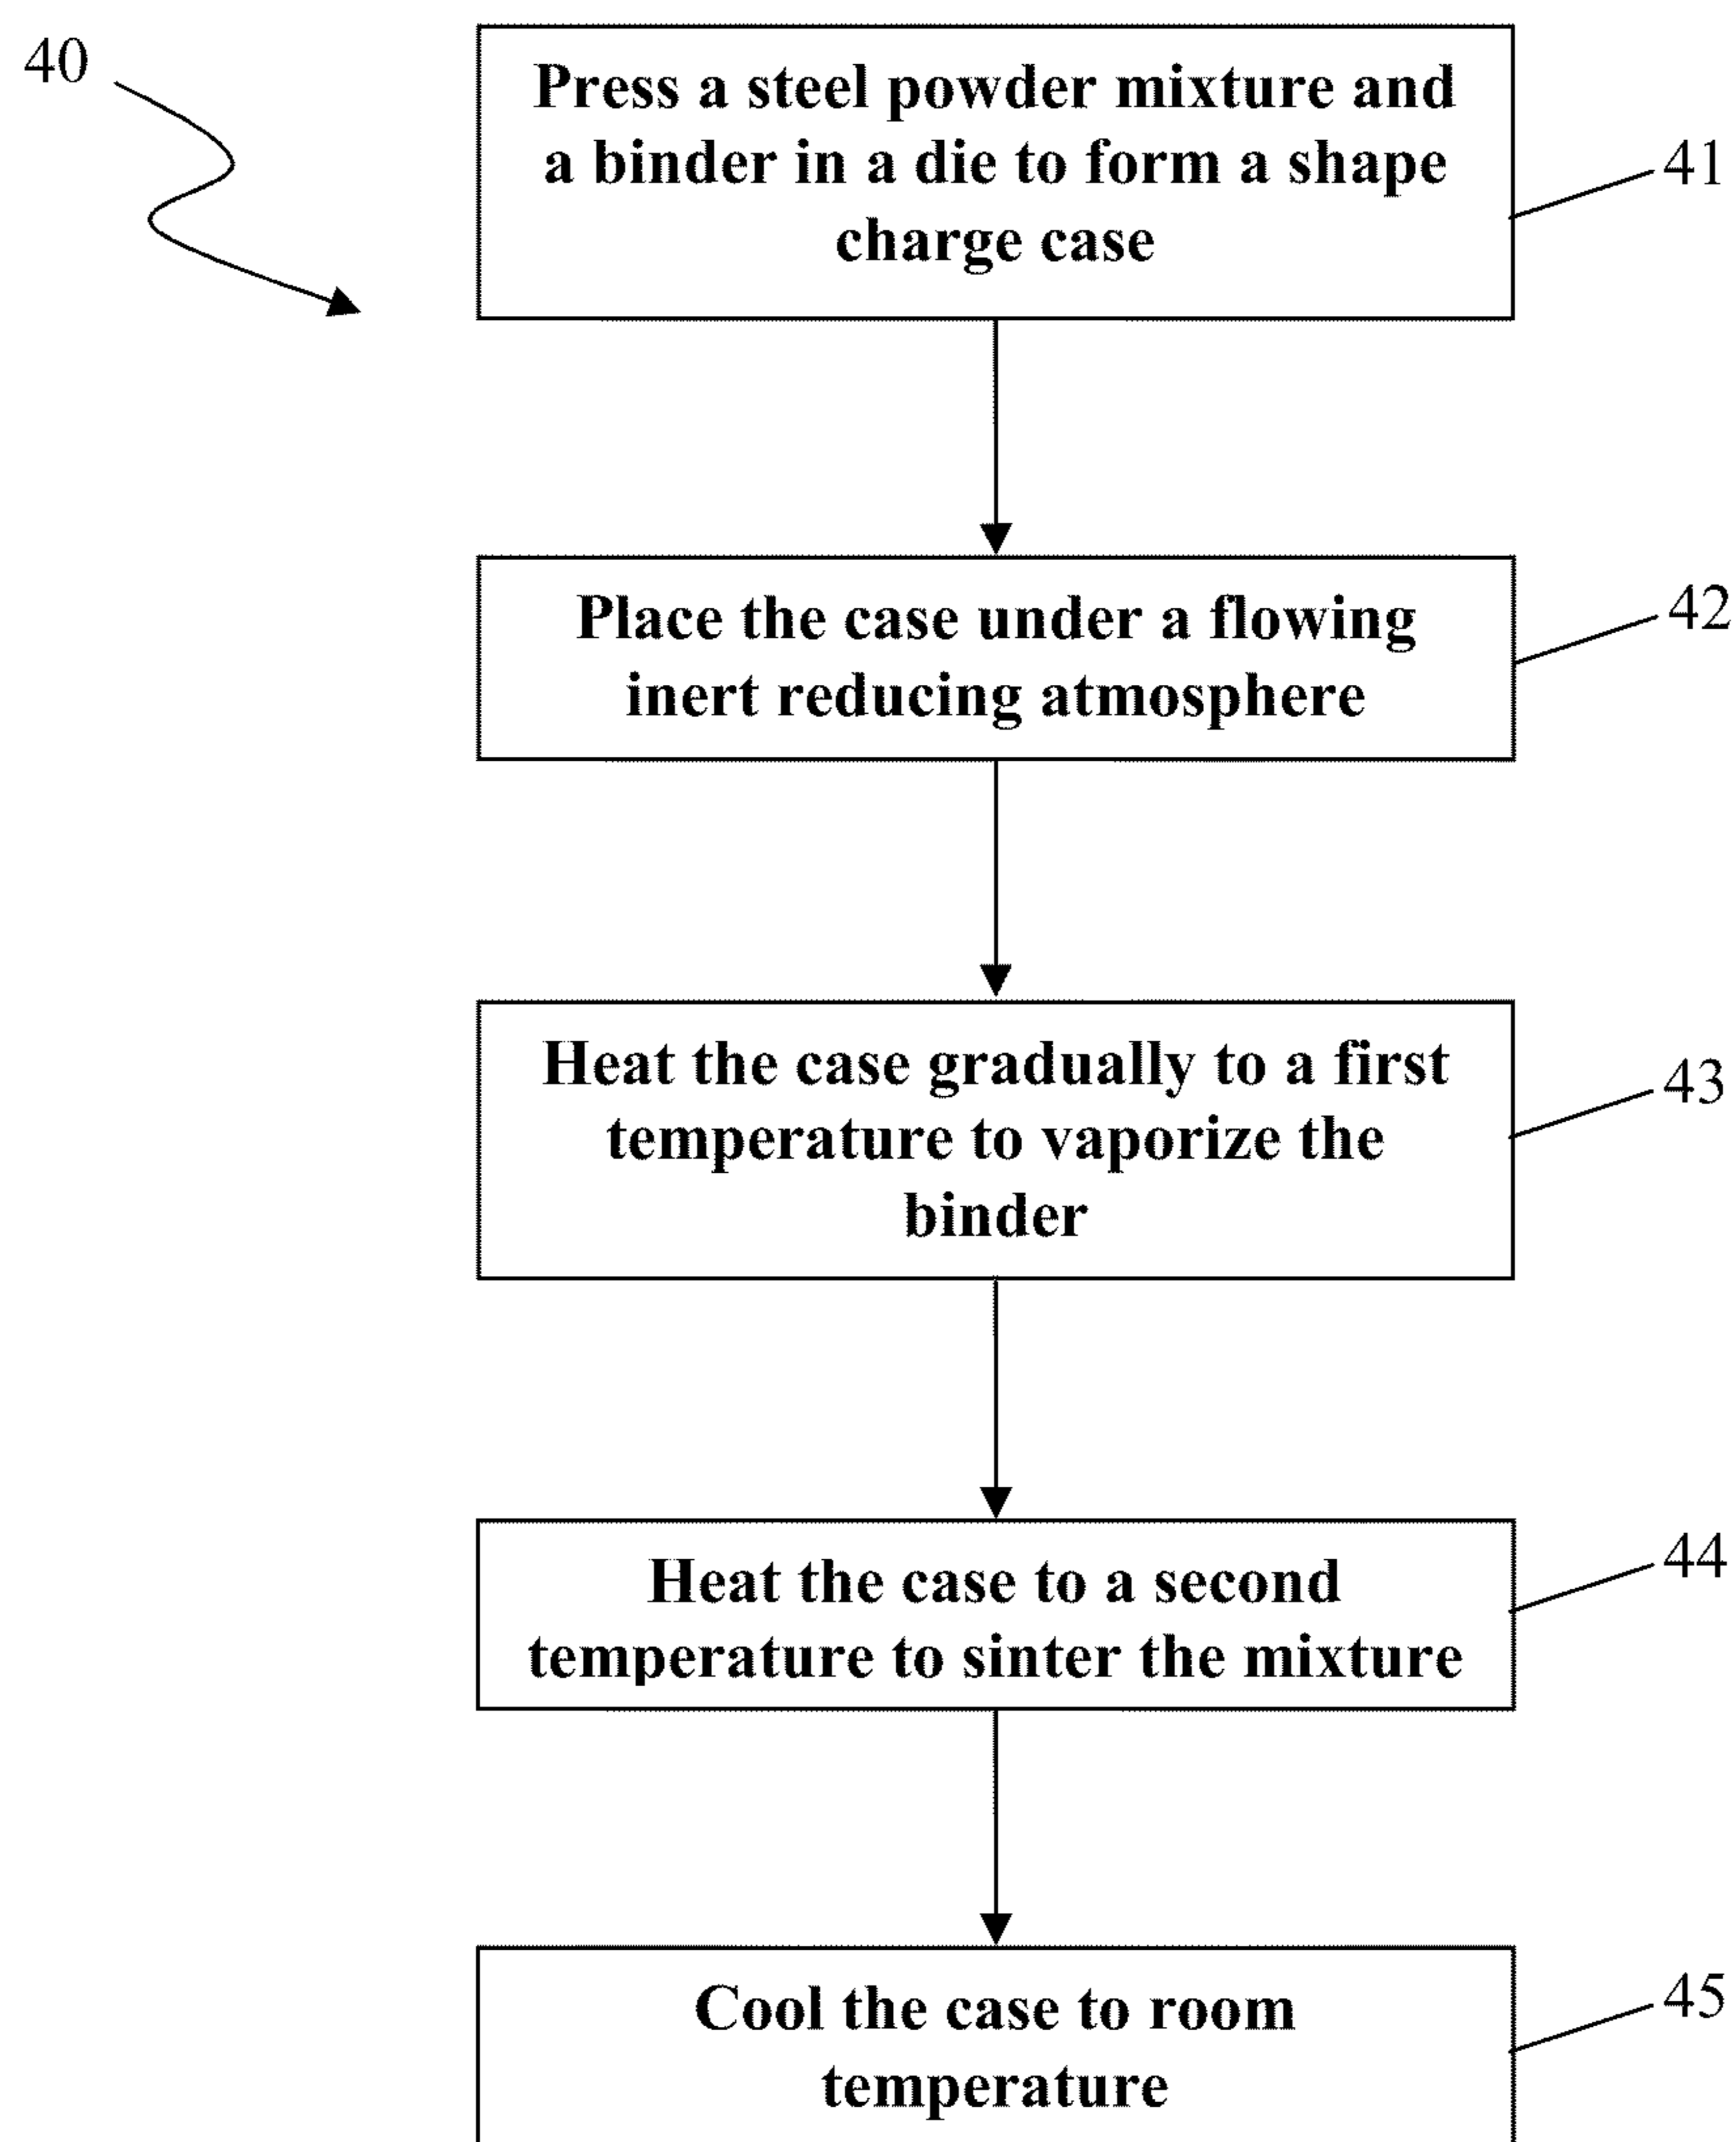 40
Press a steel powder mixture and
a binder in a die to form a shape
charge case
41
Place the case under a flowing
inert reducing atmosphere
42
Heat the case gradually to a first
temperature to vaporize the
binder
43
Heat the case to a second
temperature to sinter the mixture
44
Cool the case to room
temperature
45